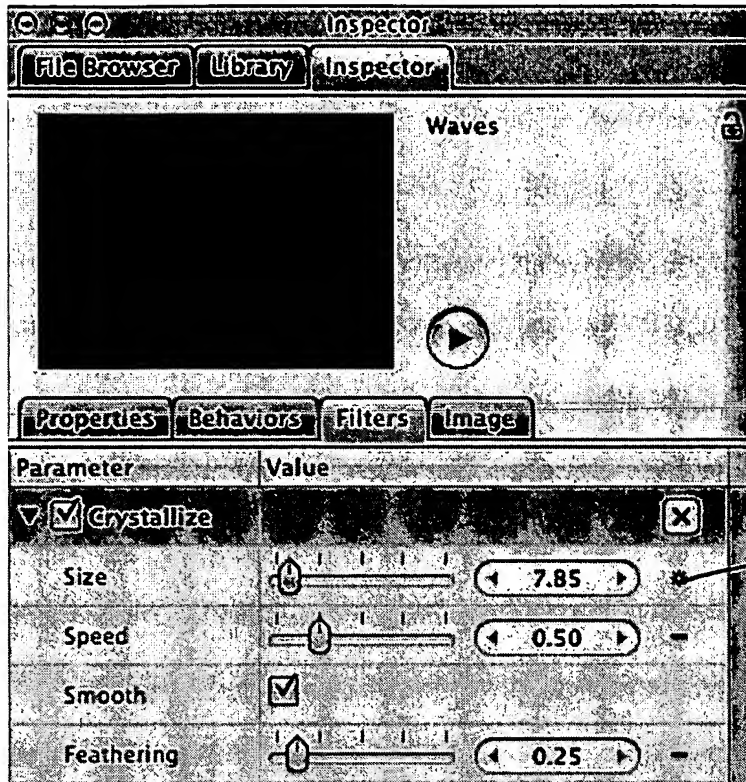 Inspector
File Browser Library Inspector
Waves
Properties Behaviors Filters Image
Parameter Value
Crystallize
Size 7.85
Speed 0.50
Smooth
Feathering 0.25